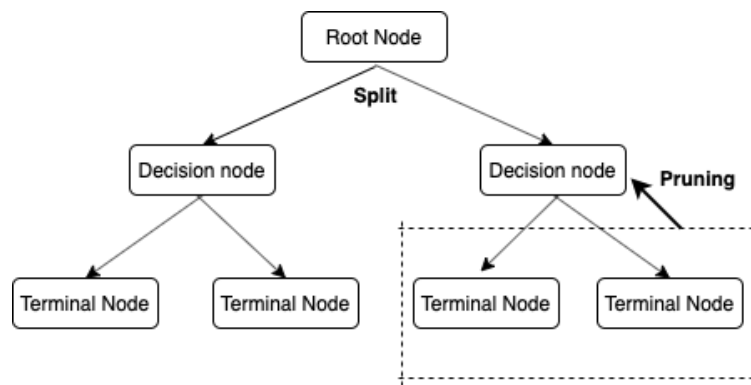 Root Node
Split
Decision node
Decision node
Pruning
Terminal Node
Terminal Node
Terminal Node
Terminal Node